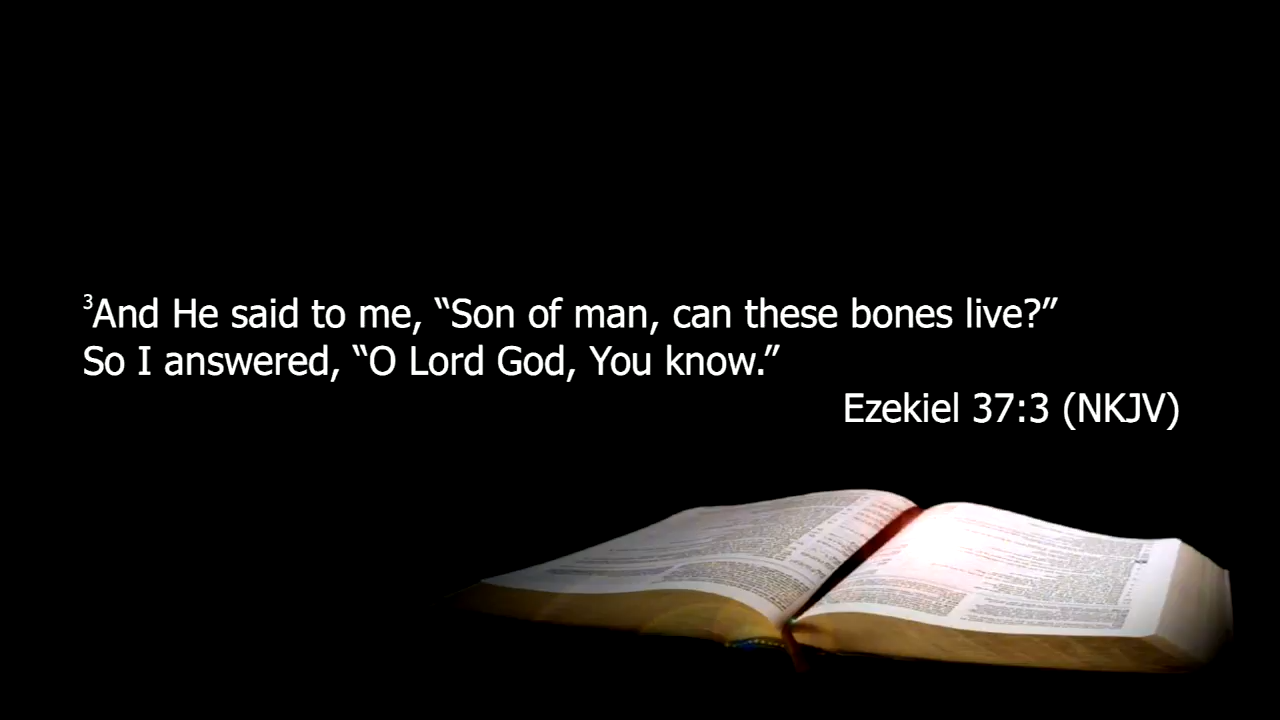 ³And He said to me, “Son of man, can these bones live?”
So I answered, “O Lord God, You know.”
Ezekiel 37:3 (NKJV)